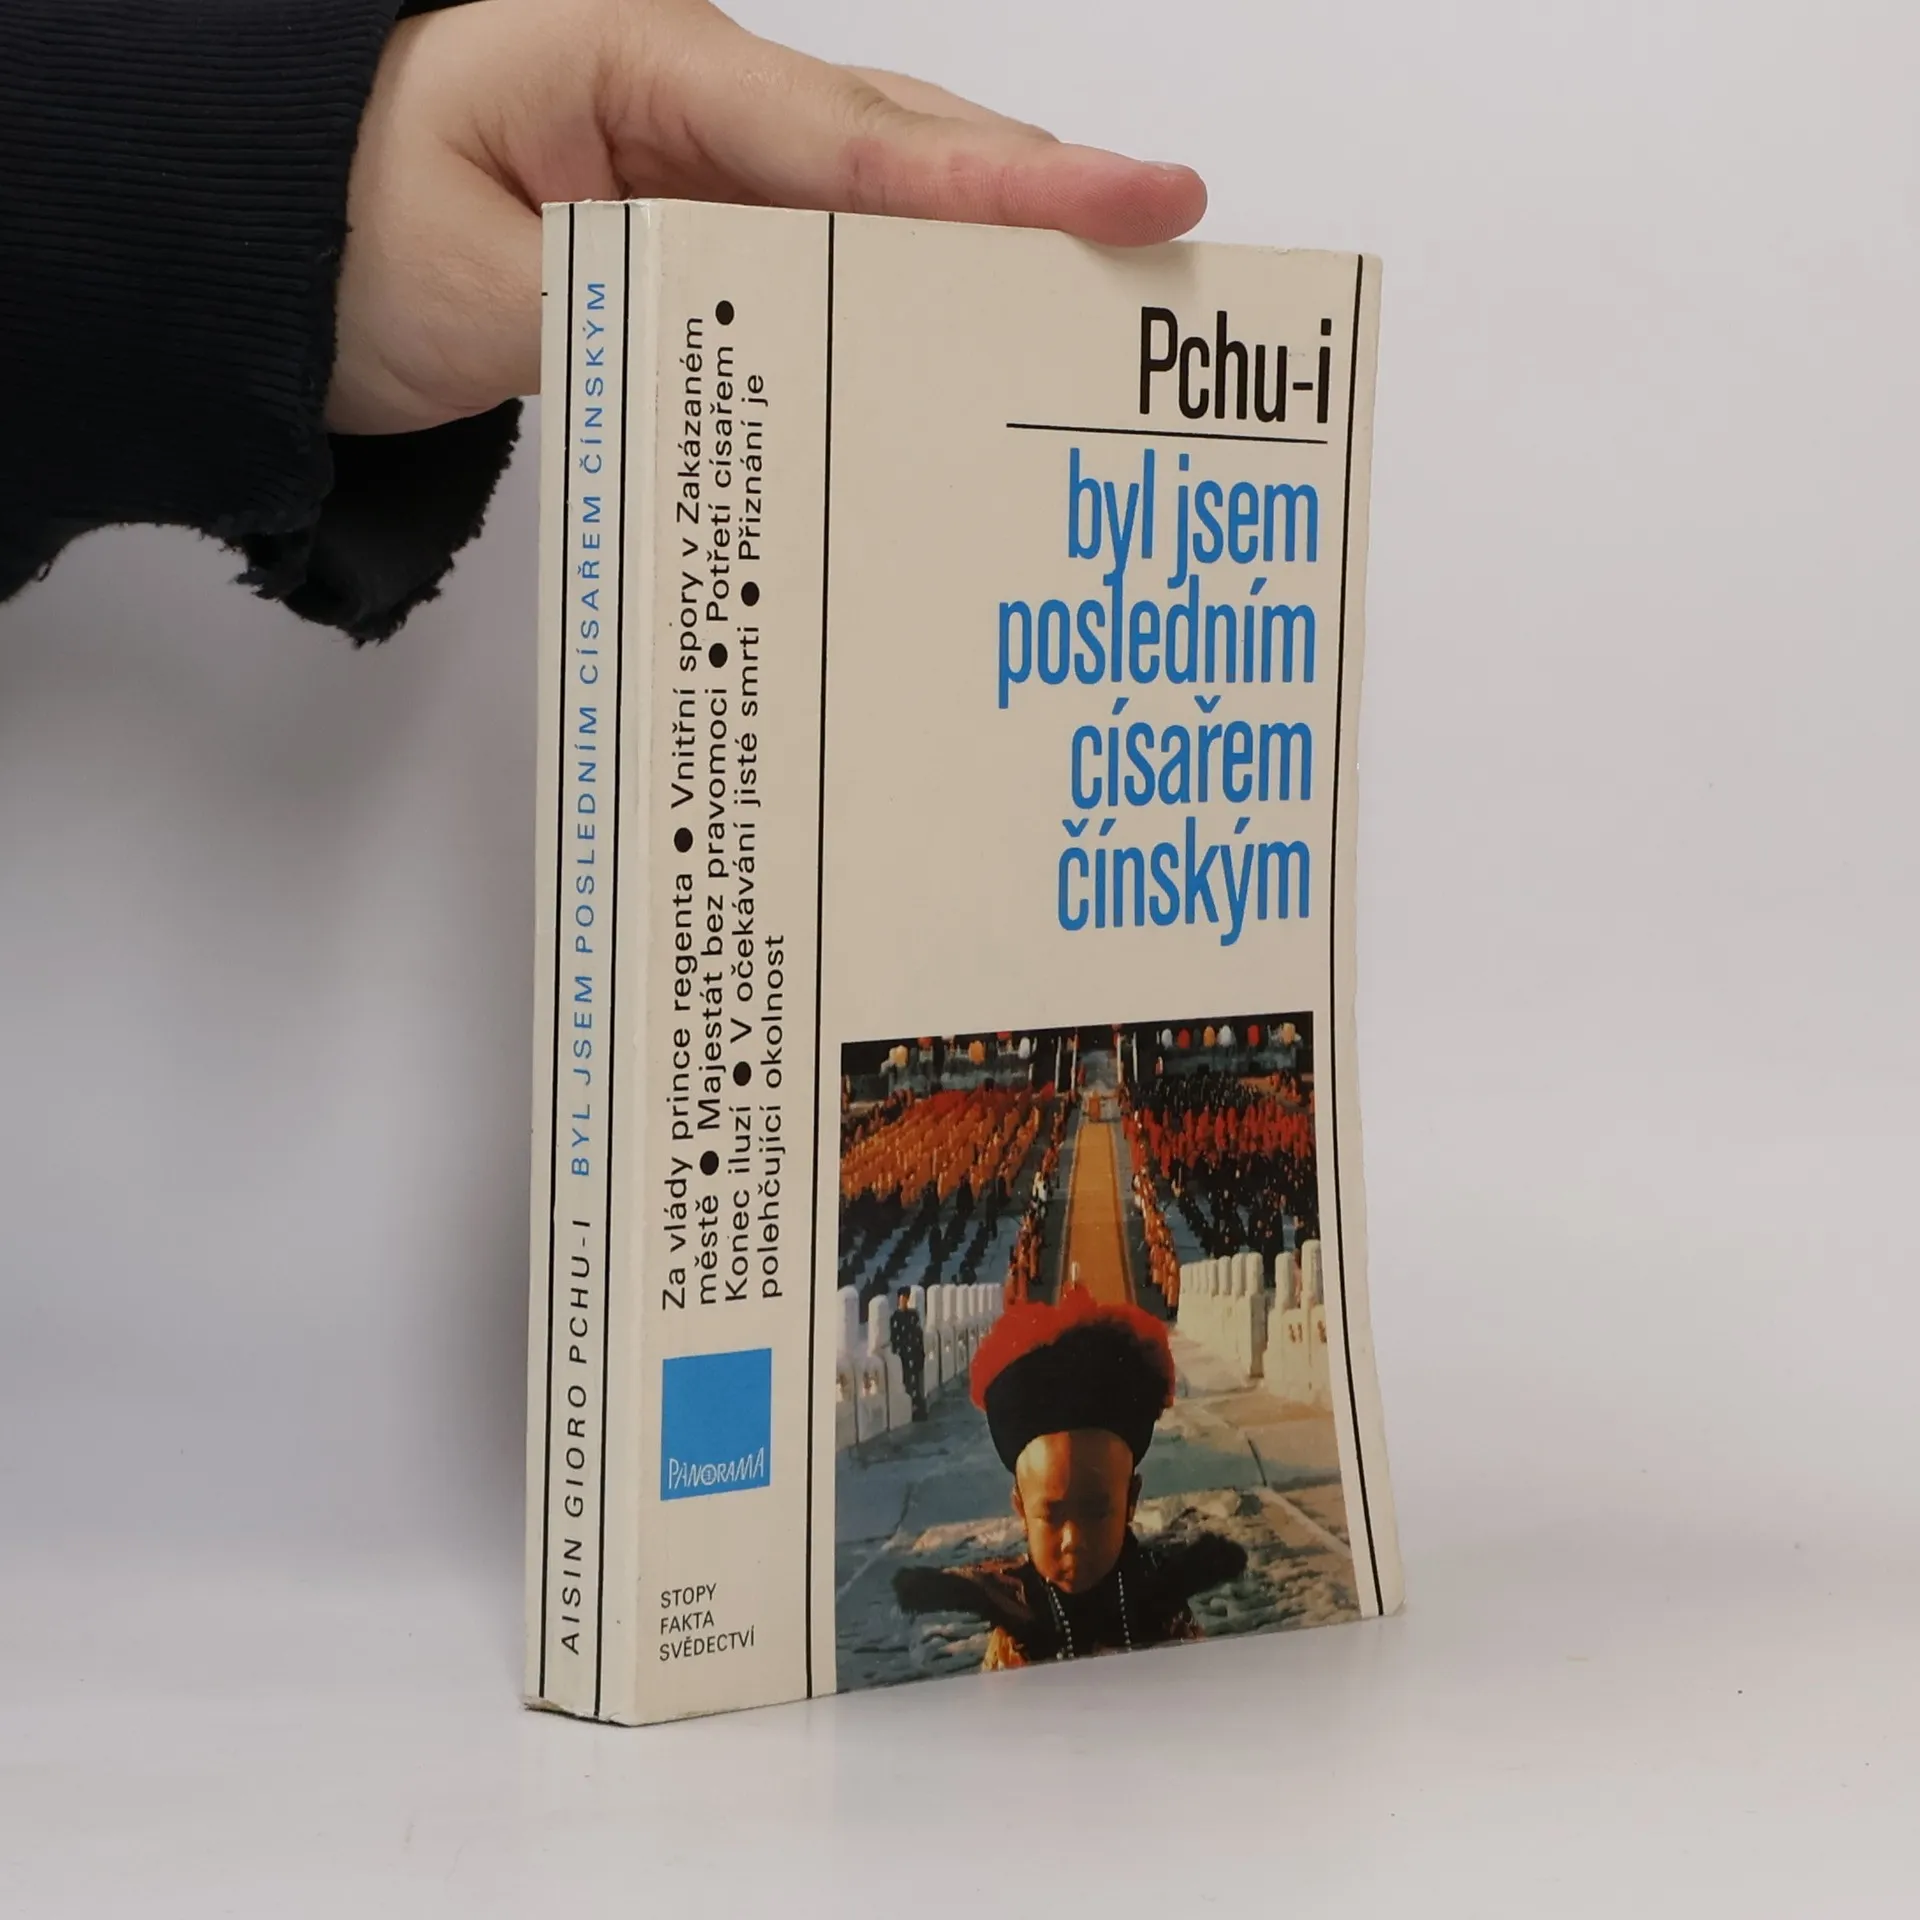 AISIN GIORO PCHU-I BYL JSEM POSLEDNÍM CÍSAŘEM ČÍNSKÝM
Za vlády prince regenta ● Vnitřní spory v Zakázaném
městě ● Majestát bez pravomoci ● Potřetí císařem ●
Konec iluzí ● V očekávání jisté smrti ● Přiznání je
polehčující okolnost
PANORAMA
STOPY
FAKTA
SVĚDECTVÍ
Pchu-i
byl jsem
posledním
císařem
čínským